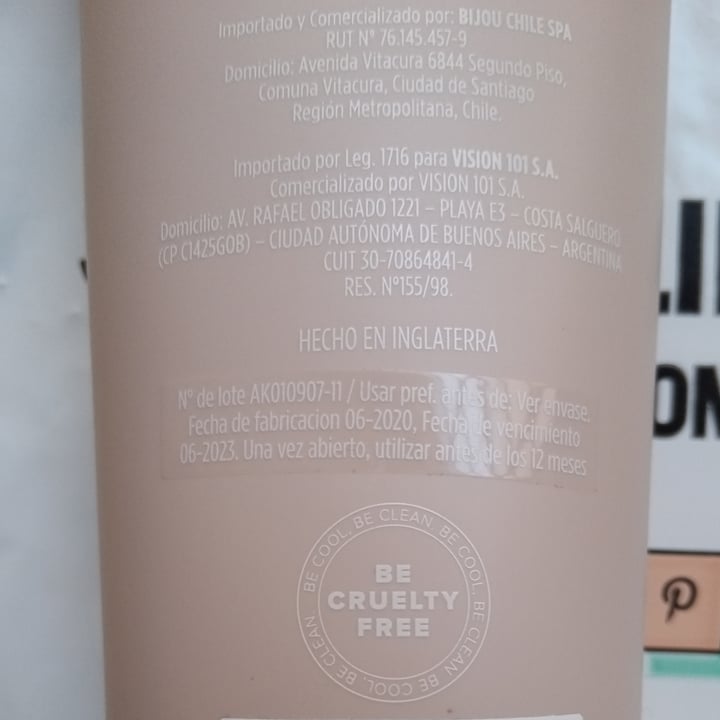 Importado y Comercializado por: BIJOU CHILE SPA
RUT N° 76.145.457-9
Domicilio: Avenida Vitacura 6844 Segundo Piso,
Comuna Vitacura, Ciudad de Santiago
Región Metropolitana, Chile.
Importado por Leg. 1716 para VISION 101 S.A.
Comercializado por VISION 101 S.A.
Domicilio: AV. RAFAEL OBLIGADO 1221 – PLAYA E3 – COSTA SALGUERO
(CP C1425GOB) – CIUDAD AUTÓNOMA DE BUENOS AIRES – ARGENTINA
CUIT 30-70864841-4
RES. N°155/98.
HECHO EN INGLATERRA
N° de lote AK010907-11 / Usar pref. antes de: Ver envase.
Fecha de fabricacion 06-2020, Fecha de vencimiento
06-2023. Una vez abierto, utilizar antes de los 12 meses
BE COOL. BE CLEAN. BE COOL. BE CLEAN. BE COOL. BE CLEAN
BE
CRUELTY
FREE